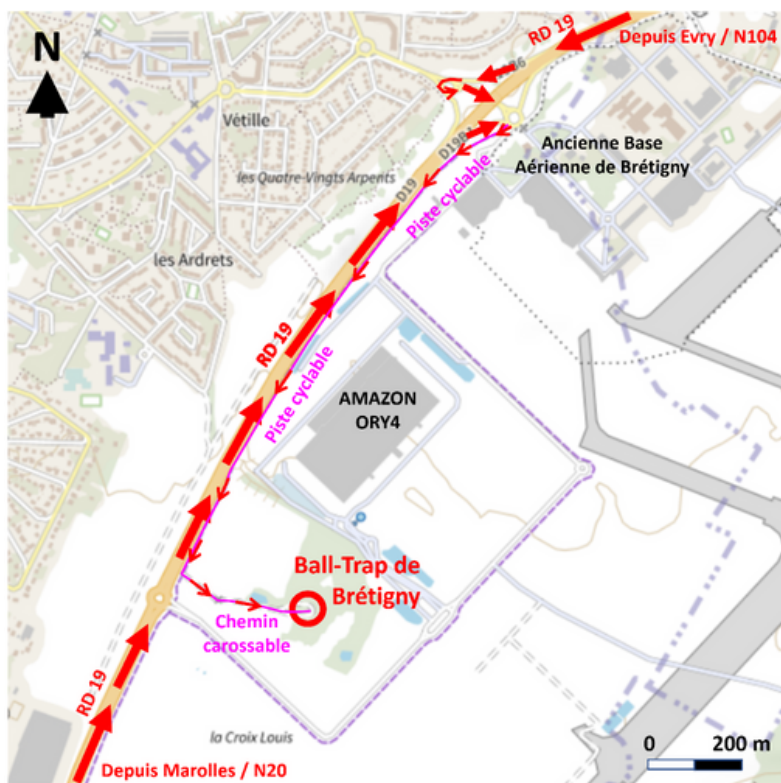 N
RD 19
Depuis Evry / N104
Vétille
les Quatre-Vingts Arpents
D19
Piste cyclable
Ancienne Base
Aérienne de Brétigny
les Ardrets
RD 19
Piste cyclable
AMAZON
ORY4
Ball-Trap de
Brétigny
Chemin
carossable
RD 19
la Croix Louis
Depuis Marolles / N20
0 200 m